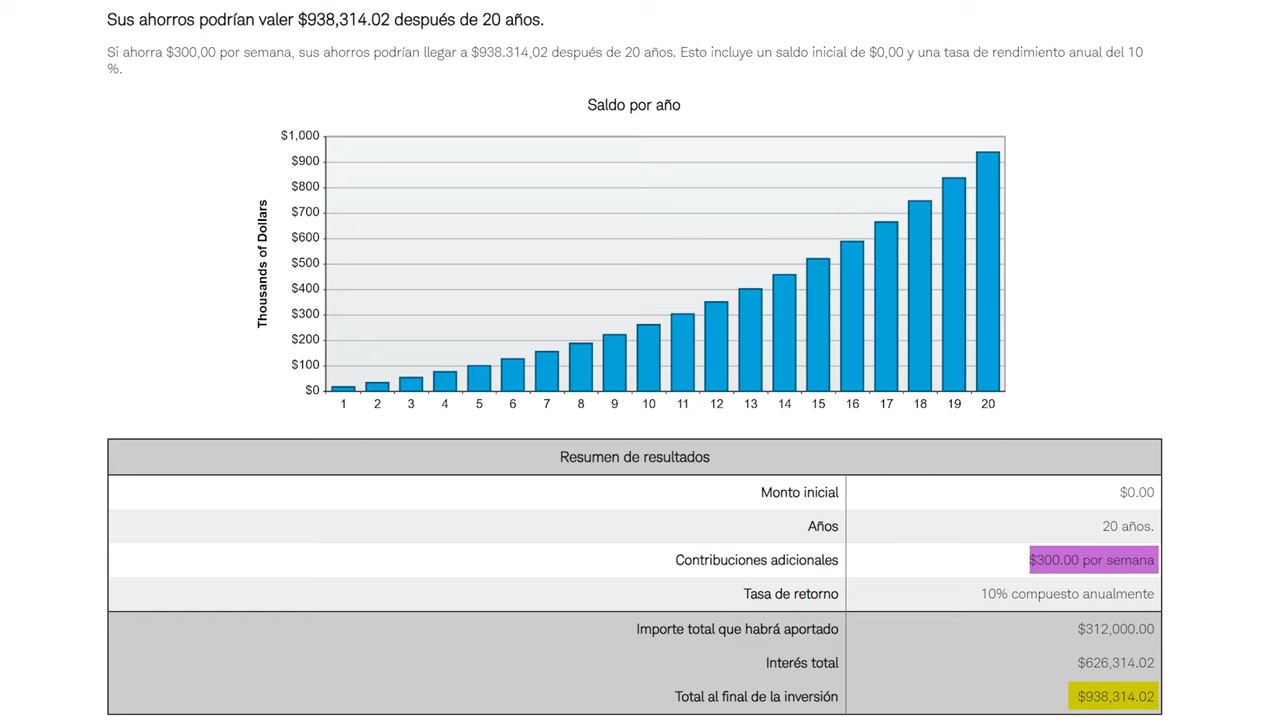 Sus ahorros podrían valer $938,314.02 después de 20 años.
Si ahorra $300,00 por semana, sus ahorros podrían llegar a $938.314,02 después de 20 años. Esto incluye un saldo inicial de $0,00 y una tasa de rendimiento anual del 10
%.
Saldo por año
Thousands of Dollars
$1,000
$900
$800
$700
$600
$500
$400
$300
$200
$100
$0
1 2 3 4 5 6 7 8 9 10 11 12 13 14 15 16 17 18 19 20
Resumen de resultados
Monto inicial $0.00
Años 20 años.
Contribuciones adicionales $300.00 por semana
Tasa de retorno 10% compuesto anualmente
Importe total que habrá aportado $312,000.00
Interés total $626,314.02
Total al final de la inversión $938,314.02